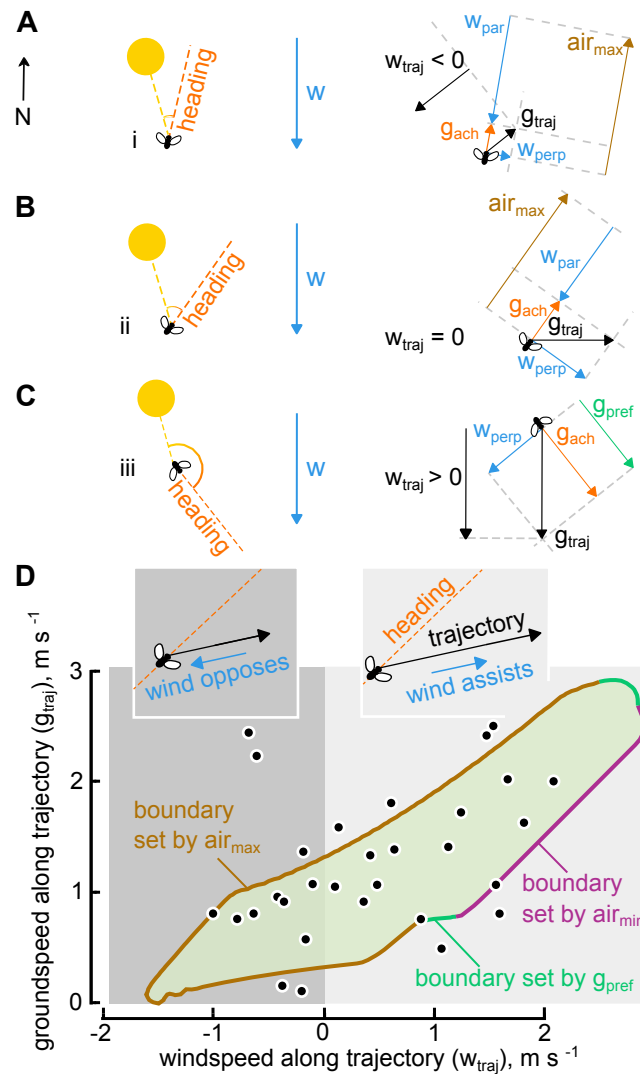 A
N
i
heading
w
w_traj < 0
w_par
air_max
g_traj
g_ach
w_perp
B
ii
heading
w
air_max
w_par
g_ach
g_traj
w_traj = 0
w_perp
C
iii
heading
w
w_perp
g_pref
g_ach
w_traj > 0
g_traj
D
wind opposes
heading
trajectory
wind assists
groundspeed along trajectory (g_traj), m s⁻¹
3
2
1
0
boundary
set by air_max
boundary
set by air_min
boundary set by g_pref
-2
-1
0
1
2
windspeed along trajectory (w_traj), m s⁻¹